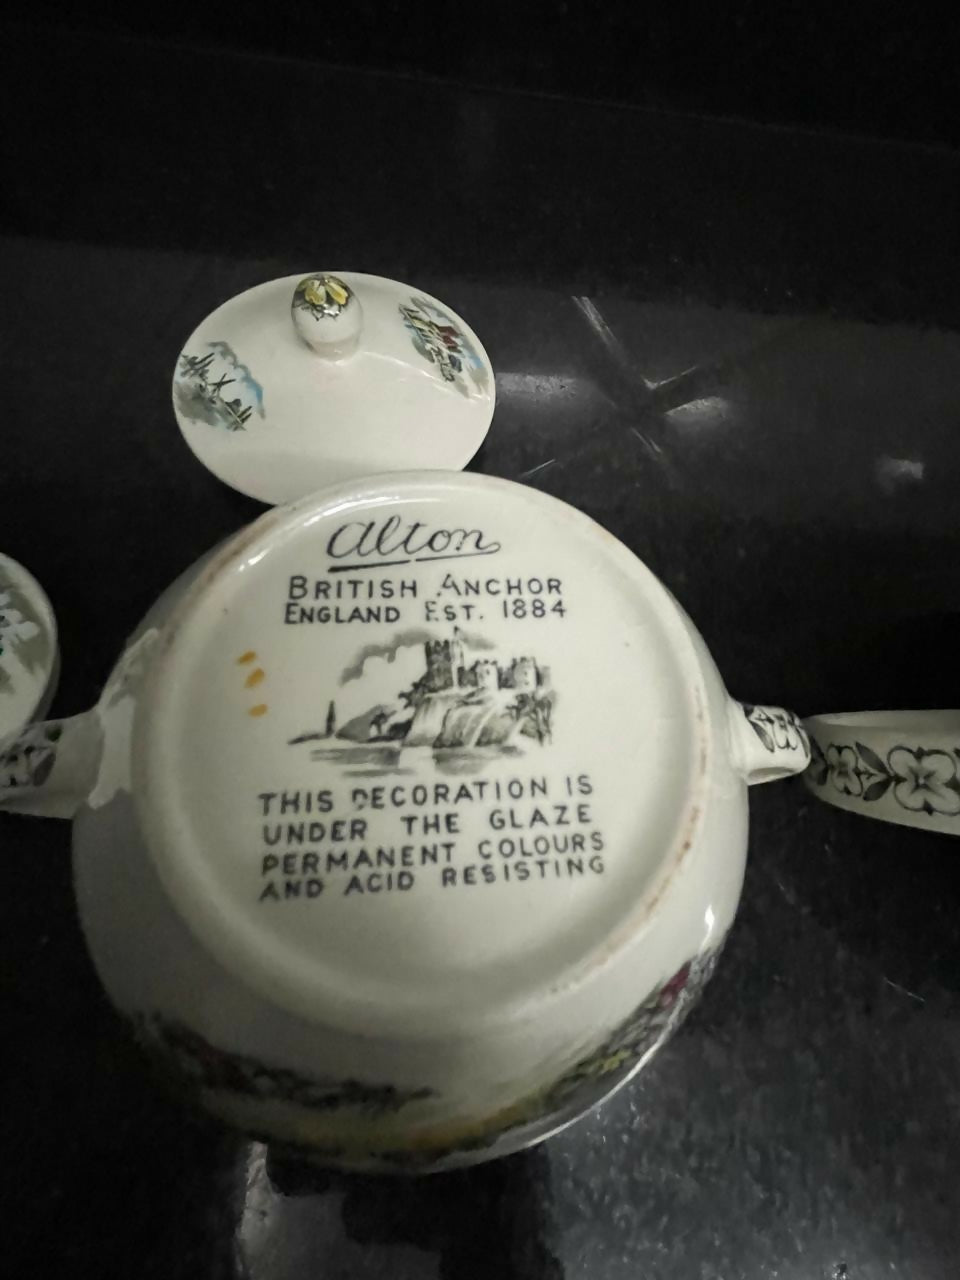 Alton
BRITISH ANCHOR
ENGLAND EST. 1884
THIS DECORATION IS
UNDER THE GLAZE
PERMANENT COLOURS
AND ACID RESISTING